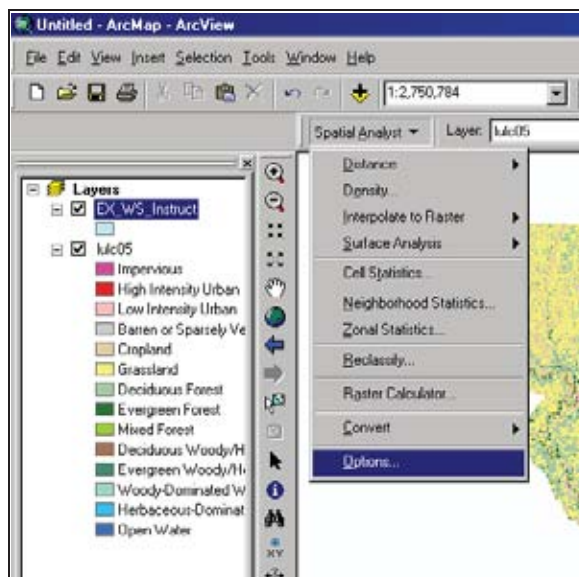 Untitled - ArcMap - ArcView
File Edit View Insert Selection Tools Window Help
1:2,750,784
Spatial Analyst Layer: lulc05
Layers
EX_WS_Instruct
lulc05
Impervious
High Intensity Urban
Low Intensity Urban
Barren or Sparsely Ve
Cropland
Grassland
Deciduous Forest
Evergreen Forest
Mixed Forest
Deciduous Woody/H
Evergreen Woody/H
Woody-Dominated W
Herbaceous-Dominat
Open Water
XY
Distance
Density...
Interpolate to Raster
Surface Analysis
Cell Statistics...
Neighborhood Statistics...
Zonal Statistics...
Reclassify...
Raster Calculator...
Convert
Options...